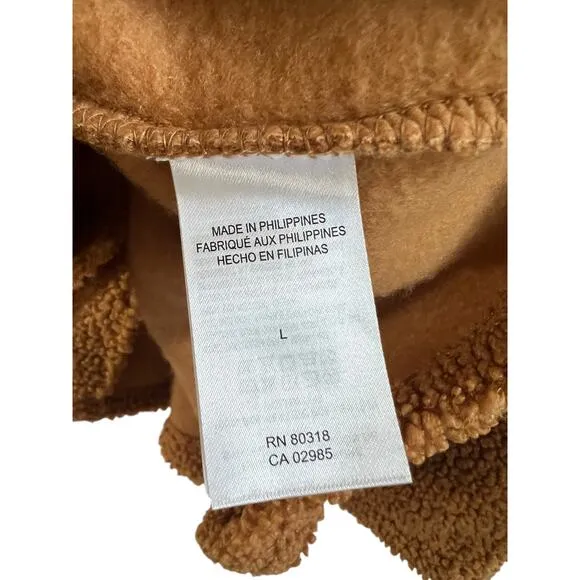 MADE IN PHILIPPINES
FABRIQUÉ AUX PHILIPPINES
HECHO EN FILIPINAS
L
RN 80318
CA 02985